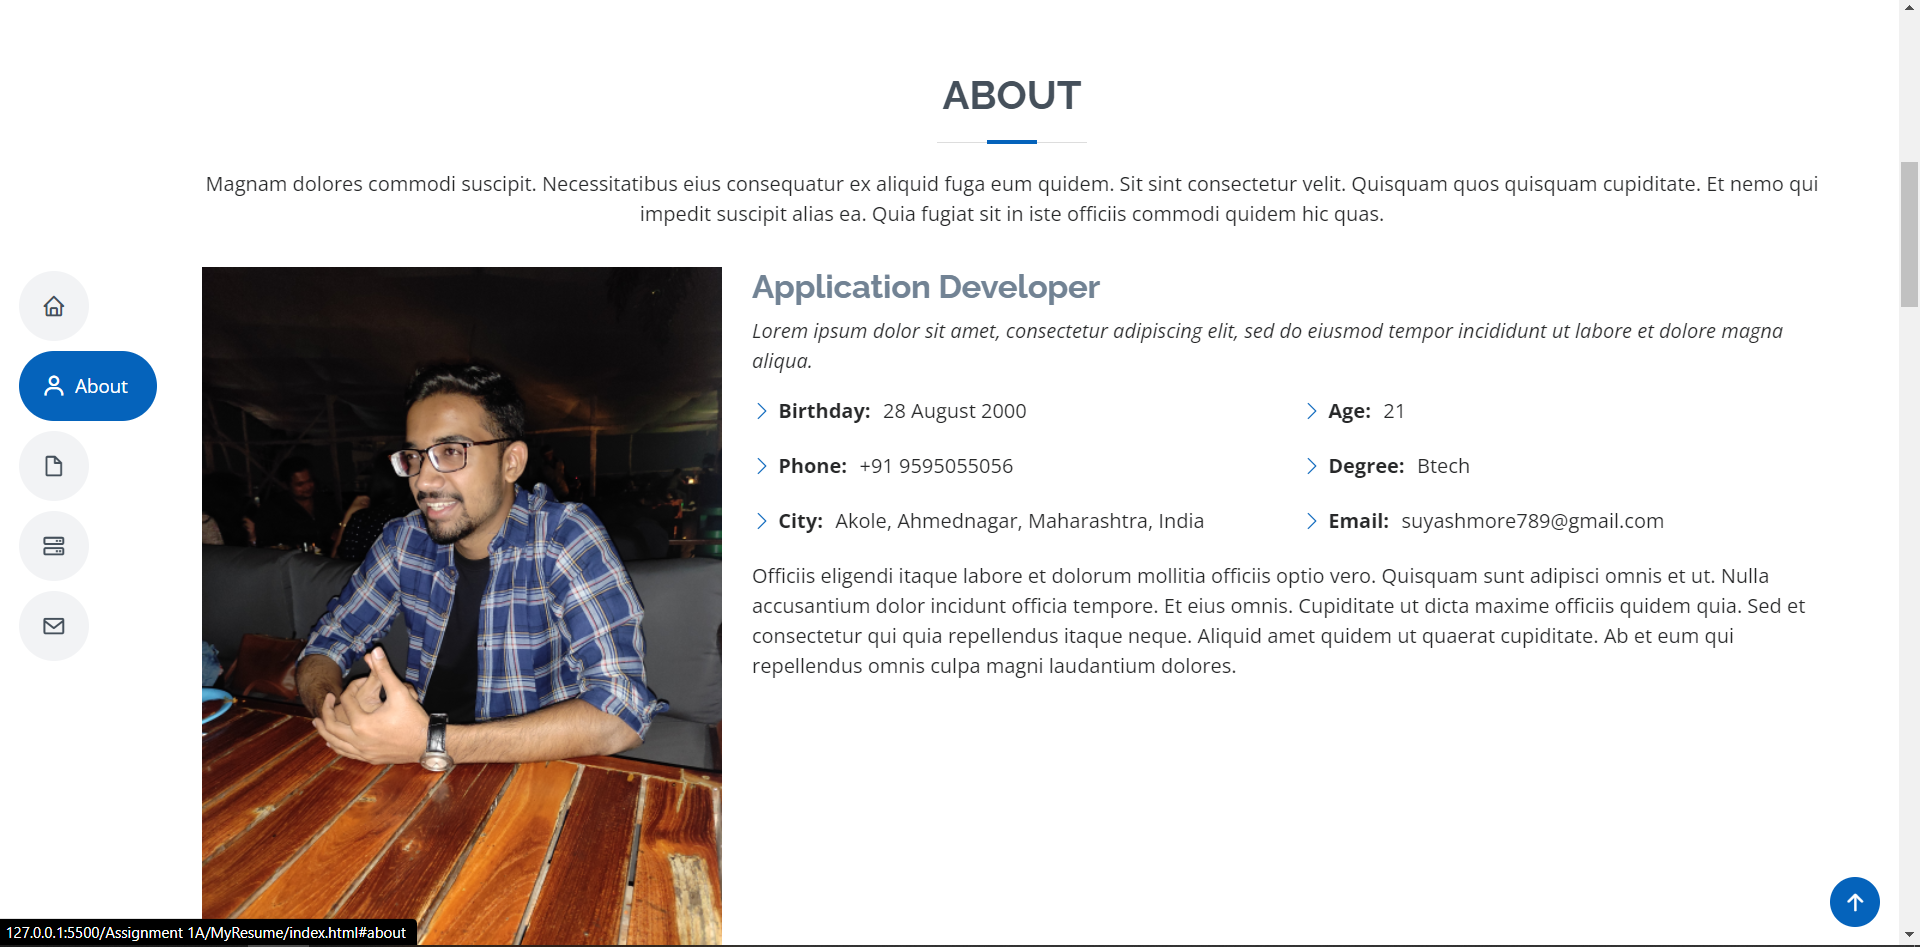 ABOUT
Magnam dolores commodi suscipit. Necessitatibus eius consequatur ex aliquid fuga eum quidem. Sit sint consectetur velit. Quisquam quos quisquam cupiditate. Et nemo qui
impedit suscipit alias ea. Quia fugiat sit in iste officiis commodi quidem hic quas.
About
Application Developer
Lorem ipsum dolor sit amet, consectetur adipiscing elit, sed do eiusmod tempor incididunt ut labore et dolore magna
aliqua.
Birthday: 28 August 2000
Age: 21
Phone: +91 9595055056
Degree: Btech
City: Akole, Ahmednagar, Maharashtra, India
Email: suyashmore789@gmail.com
Officiis eligendi itaque labore et dolorum mollitia officiis optio vero. Quisquam sunt adipisci omnis et ut. Nulla
accusantium dolor incidunt officia tempore. Et eius omnis. Cupiditate ut dicta maxime officiis quidem quia. Sed et
consectetur qui quia repellendus itaque neque. Aliquid amet quidem ut quaerat cupiditate. Ab et eum qui
repellendus omnis culpa magni laudantium dolores.
127.0.0.1:5500/Assignment 1A/MyResume/index.html#about